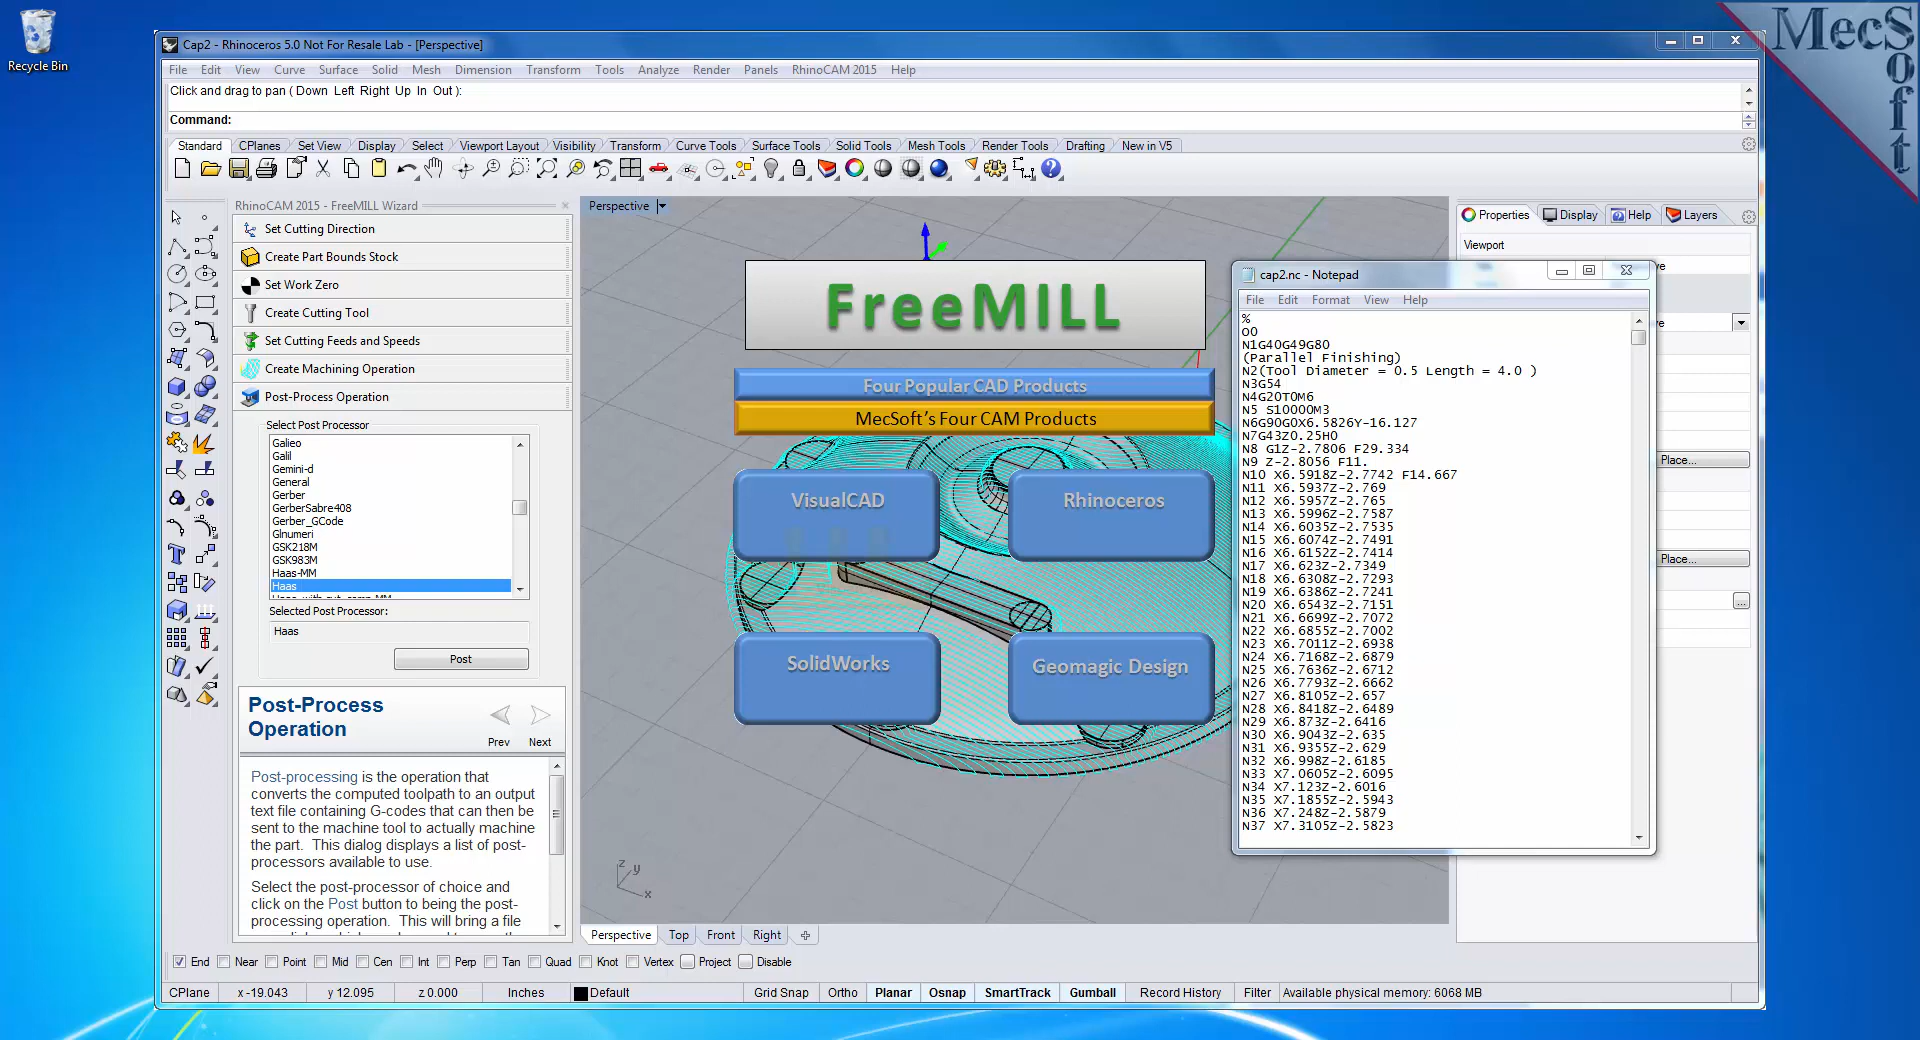 Recycle Bin
MecSoft
Cap2 - Rhinoceros 5.0 Not For Resale Lab - [Perspective]
File Edit View Curve Surface Solid Mesh Dimension Transform Tools Analyze Render Panels RhinoCAM 2015 Help
Click and drag to pan ( Down Left Right Up In Out ):
Command:
Standard CPlanes Set View Display Select Viewport Layout Visibility Transform Curve Tools Surface Tools Solid Tools Mesh Tools Render Tools Drafting New in V5
RhinoCAM 2015 - FreeMILL Wizard
Set Cutting Direction
Create Part Bounds Stock
Set Work Zero
Create Cutting Tool
Set Cutting Feeds and Speeds
Create Machining Operation
Post-Process Operation
Select Post Processor
Galieo
Galil
Gemini-d
General
Gerber
GerberSabre408
Gerber_GCode
Glnumeri
GSK218M
GSK983M
Haas-MM
Haas
Selected Post Processor:
Haas
Post
Post-Process
Operation
Prev Next
Post-processing is the operation that
converts the computed toolpath to an output
text file containing G-codes that can then be
sent to the machine tool to actually machine
the part. This dialog displays a list of post-
processors available to use.
Select the post-processor of choice and
click on the Post button to being the post-
processing operation. This will bring a file
Perspective
FreeMILL
Four Popular CAD Products
MecSoft's Four CAM Products
VisualCAD
Rhinoceros
SolidWorks
Geomagic Design
z
y
x
Perspective Top Front Right
Properties Display Help Layers
Viewport
Place...
Place...
...
cap2.nc - Notepad
File Edit Format View Help
%
O0
N1G40G49G80
(Parallel Finishing)
N2(Tool Diameter = 0.5 Length = 4.0 )
N3G54
N4G20T0M6
N5 S10000M3
N6G90G0X6.5826Y-16.127
N7G43Z0.25H0
N8 G1Z-2.7806 F29.334
N9 Z-2.8056 F11.
N10 X6.5918Z-2.7742 F14.667
N11 X6.5937Z-2.769
N12 X6.5957Z-2.765
N13 X6.5996Z-2.7587
N14 X6.6035Z-2.7535
N15 X6.6074Z-2.7491
N16 X6.6152Z-2.7414
N17 X6.623Z-2.7349
N18 X6.6308Z-2.7293
N19 X6.6386Z-2.7241
N20 X6.6543Z-2.7151
N21 X6.6699Z-2.7072
N22 X6.6855Z-2.7002
N23 X6.7011Z-2.6938
N24 X6.7168Z-2.6879
N25 X6.7636Z-2.6712
N26 X6.7793Z-2.6662
N27 X6.8105Z-2.657
N28 X6.8418Z-2.6489
N29 X6.873Z-2.6416
N30 X6.9043Z-2.635
N31 X6.9355Z-2.629
N32 X6.998Z-2.6185
N33 X7.0605Z-2.6095
N34 X7.123Z-2.6016
N35 X7.1855Z-2.5943
N36 X7.248Z-2.5879
N37 X7.3105Z-2.5823
End Near Point Mid Cen Int Perp Tan Quad Knot Vertex Project Disable
CPlane x -19.043 y 12.095 z 0.000 Inches Default Grid Snap Ortho Planar Osnap SmartTrack Gumball Record History Filter Available physical memory: 6068 MB